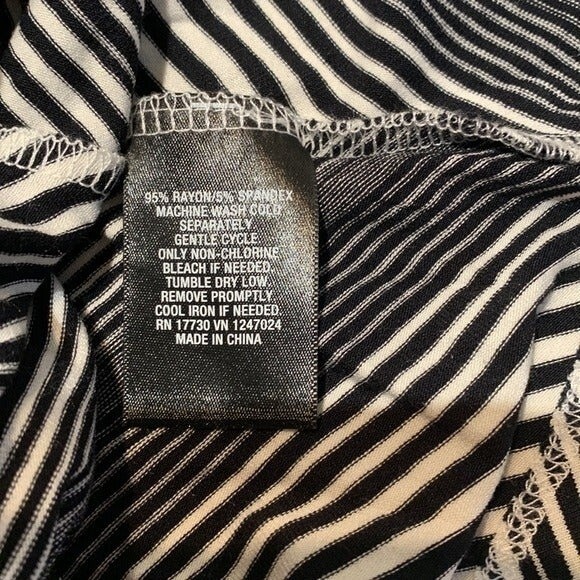 95% RAYON/5% SPANDEX
MACHINE WASH COLD
SEPARATELY
GENTLE CYCLE
ONLY NON-CHLORINE
BLEACH IF NEEDED.
TUMBLE DRY LOW
REMOVE PROMPTLY
COOL IRON IF NEEDED.
RN 17730 VN 1247024
MADE IN CHINA